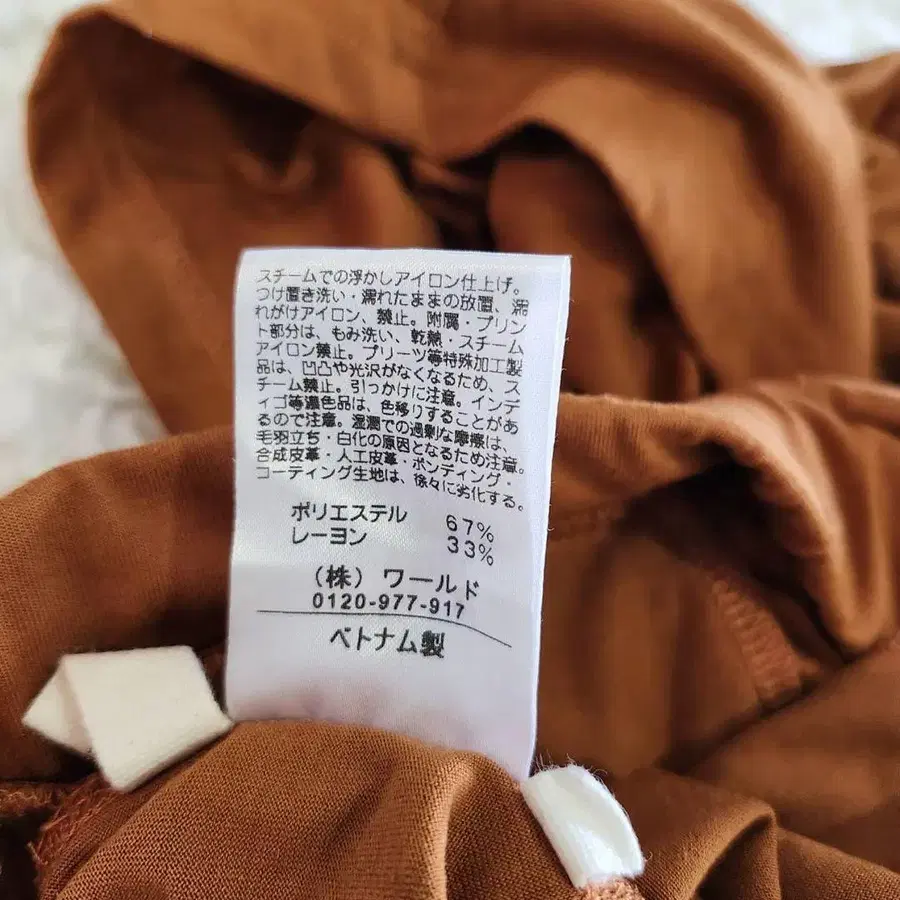 スチームでの浮かしアイロン仕上げ。
つけ置き洗い・濡れたままの放置、濡
れがけアイロン、禁止。附属・プリン
ト部分は、もみ洗い、乾熱・スチーム
アイロン禁止。プリーツ等特殊加工製
品は、凹凸や光沢がなくなるため、ス
チーム禁止。引っかけに注意。インデ
ィゴ等濃色品は、色移りすることがあ
るので注意。湿潤での過剰な摩擦は、
毛羽立ち・白化の原因となるため注意。
合成皮革・人工皮革・ボンディング・
コーティング生地は、徐々に劣化する。
ポリエステル 67%
レーヨン 33%
（株）ワールド
0120-977-917
ベトナム製